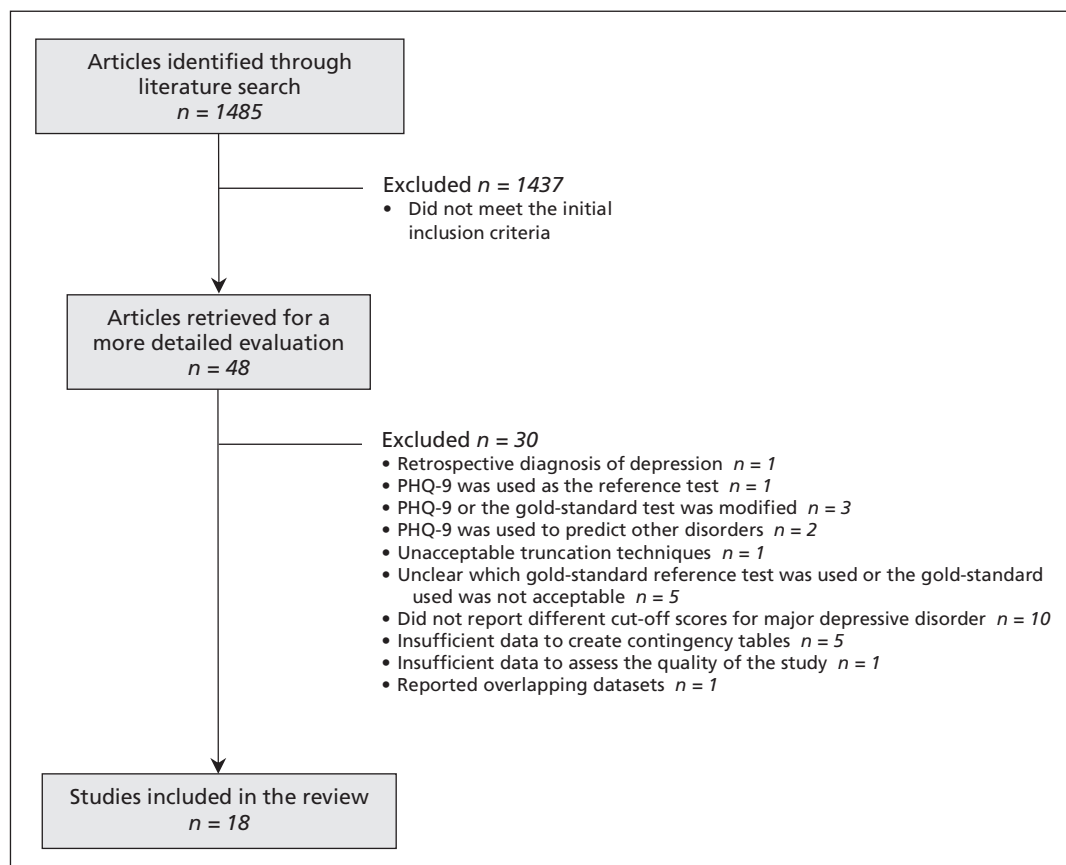 Articles identified through
literature search
n = 1485
Excluded n = 1437
• Did not meet the initial
inclusion criteria
Articles retrieved for a
more detailed evaluation
n = 48
Excluded n = 30
• Retrospective diagnosis of depression n = 1
• PHQ-9 was used as the reference test n = 1
• PHQ-9 or the gold-standard test was modified n = 3
• PHQ-9 was used to predict other disorders n = 2
• Unacceptable truncation techniques n = 1
• Unclear which gold-standard reference test was used or the gold-standard
used was not acceptable n = 5
• Did not report different cut-off scores for major depressive disorder n = 10
• Insufficient data to create contingency tables n = 5
• Insufficient data to assess the quality of the study n = 1
• Reported overlapping datasets n = 1
Studies included in the review
n = 18